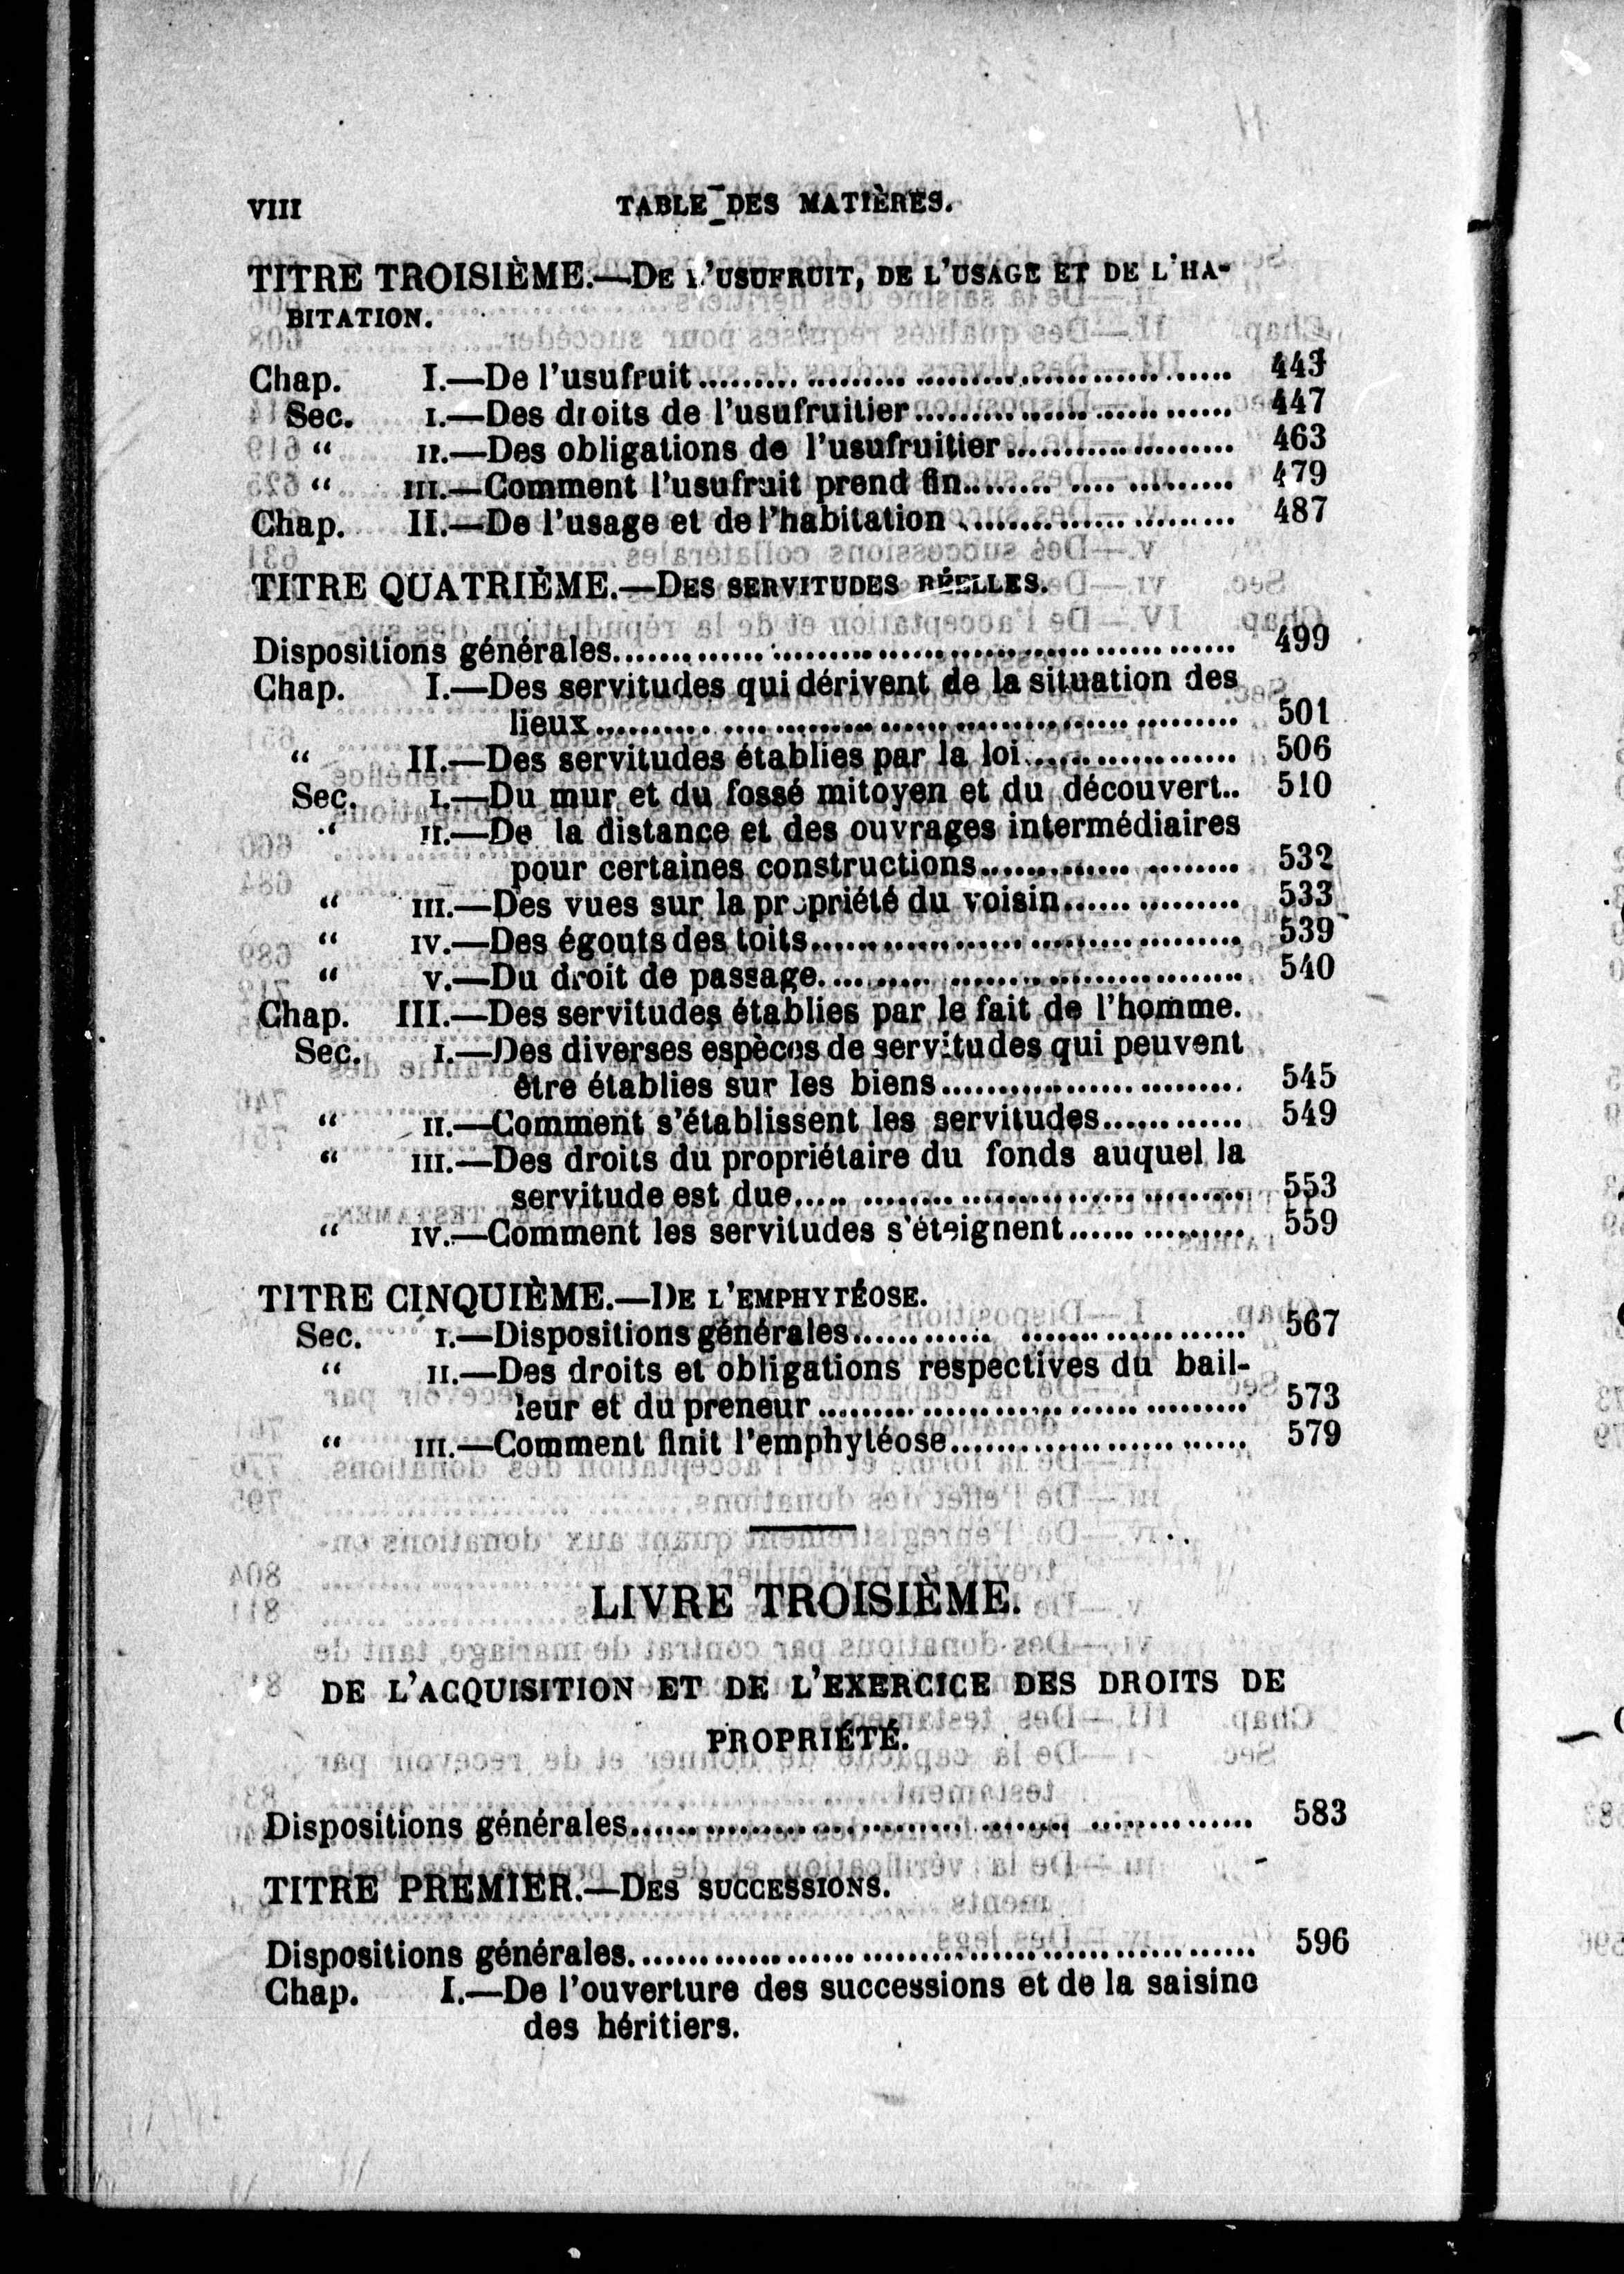 VIII TABLE DES MATIÈRES.
TITRE TROISIÈME.—DE L'USUFRUIT, DE L'USAGE ET DE L'HA-
BITATION.
Chap. I.—De l'usufruit........................................ 443
Sec. I.—Des droits de l'usufruitier........................ 447
“ II.—Des obligations de l'usufruitier.................. 463
“ III.—Comment l'usufruit prend fin..................... 479
Chap. II.—De l'usage et de l'habitation..................... 487
TITRE QUATRIÈME.—DES SERVITUDES RÉELLES.
Dispositions générales........................................ 499
Chap. I.—Des servitudes qui dérivent de la situation des
lieux........................................ 501
“ II.—Des servitudes établies par la loi.................. 506
Sec. I.—Du mur et du fossé mitoyen et du découvert.. 510
“ II.—De la distance et des ouvrages intermédiaires
pour certaines constructions..................... 532
“ III.—Des vues sur la propriété du voisin............... 533
“ IV.—Des égouts des toits.............................. 539
“ V.—Du droit de passage.............................. 540
Chap. III.—Des servitudes établies par le fait de l'homme.
Sec. I.—Des diverses espèces de servitudes qui peuvent
être établies sur les biens........................ 545
“ II.—Comment s'établissent les servitudes............ 549
“ III.—Des droits du propriétaire du fonds auquel la
servitude est due.............................. 553
“ IV.—Comment les servitudes s'éteignent............... 559
TITRE CINQUIÈME.—DE L'EMPHYTÉOSE.
Sec. I.—Dispositions générales........................... 567
“ II.—Des droits et obligations respectives du bail-
leur et du preneur.............................. 573
“ III.—Comment finit l'emphytéose..................... 579
LIVRE TROISIÈME.
DE L'ACQUISITION ET DE L'EXERCICE DES DROITS DE
PROPRIÉTÉ.
Dispositions générales........................................ 583
TITRE PREMIER.—DES SUCCESSIONS.
Dispositions générales........................................ 596
Chap. I.—De l'ouverture des successions et de la saisine
des héritiers.